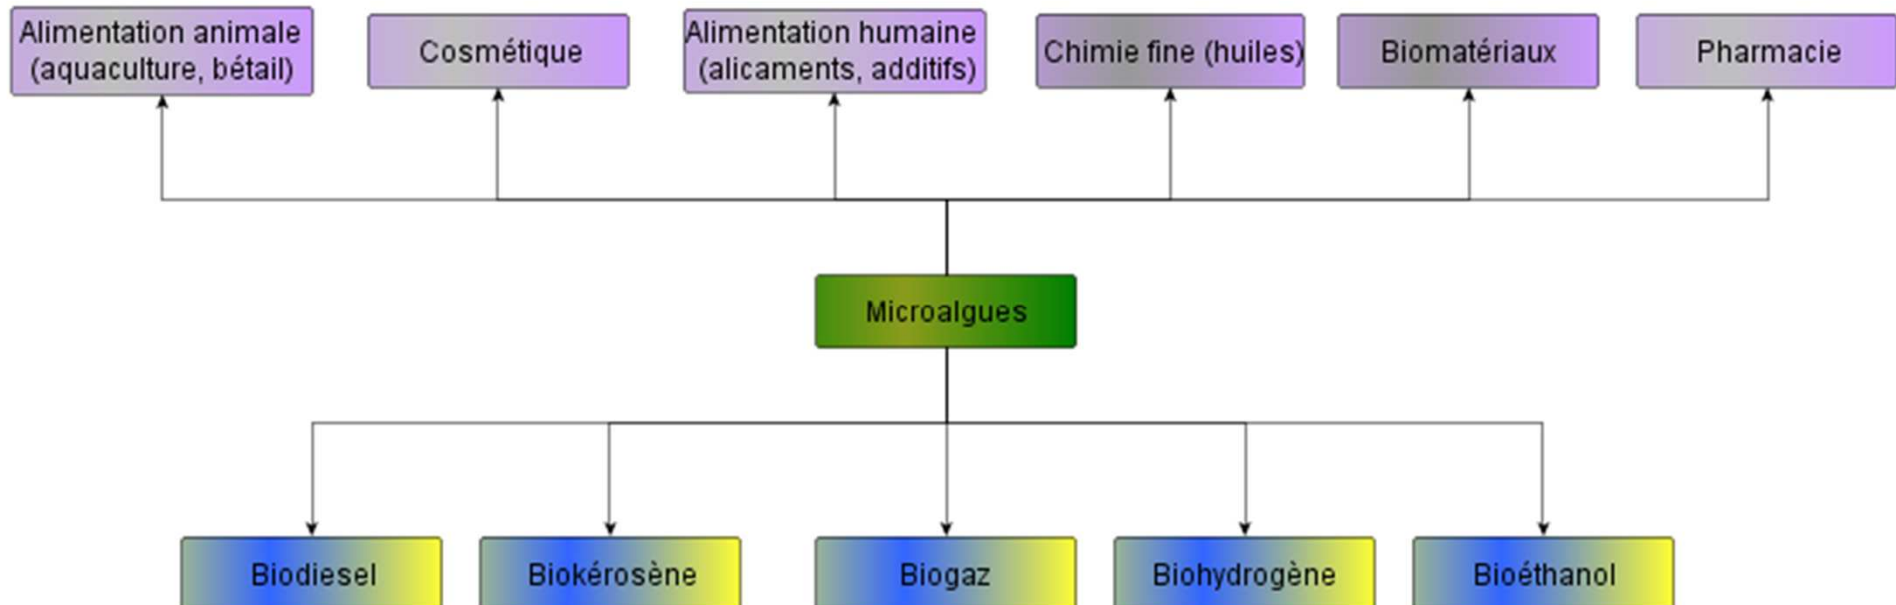 Alimentation animale
(aquaculture, bétail)
Cosmétique
Alimentation humaine
(alicaments, additifs)
Chimie fine (huiles)
Biomatériaux
Pharmacie
Microalgues
Biodiesel
Biokérosène
Biogaz
Biohydrogène
Bioéthanol